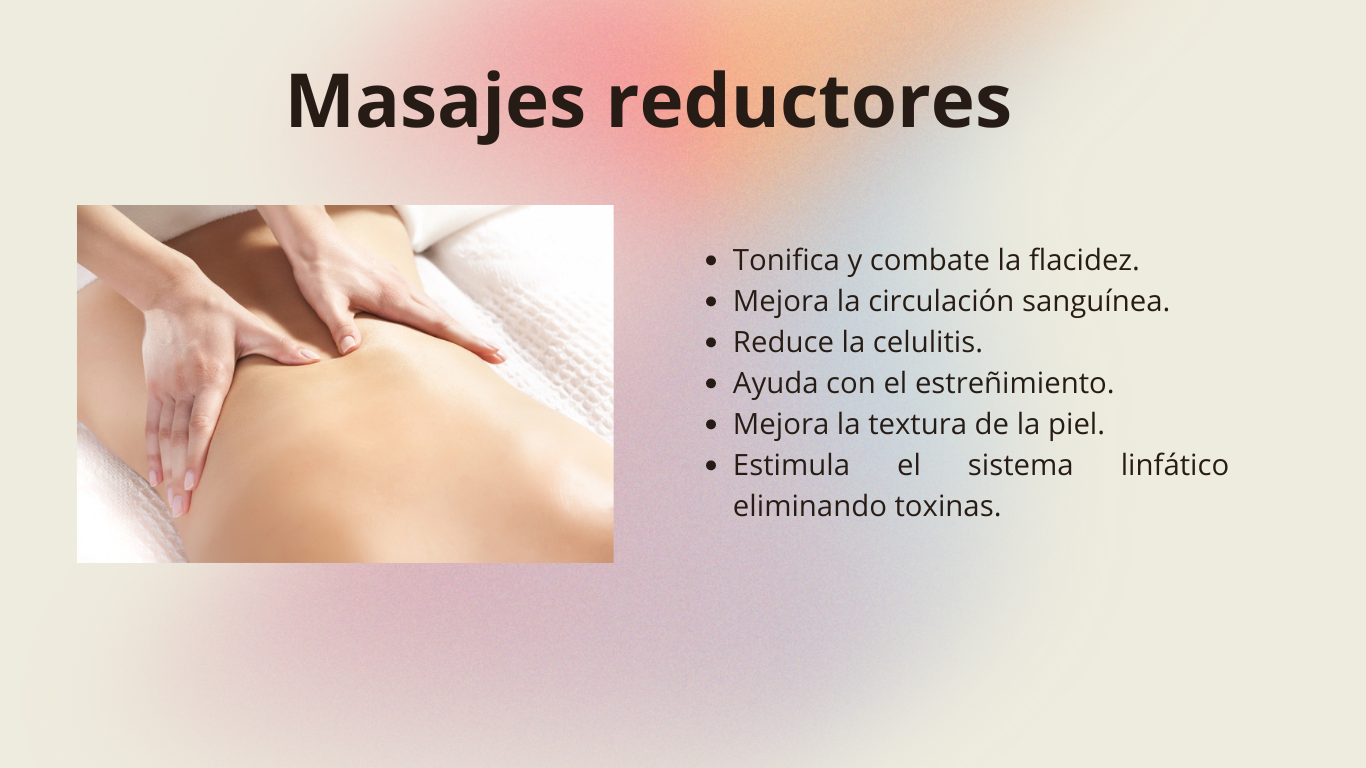 Masajes reductores
• Tonifica y combate la flacidez.
• Mejora la circulación sanguínea.
• Reduce la celulitis.
• Ayuda con el estreñimiento.
• Mejora la textura de la piel.
• Estimula el sistema linfático
eliminando toxinas.